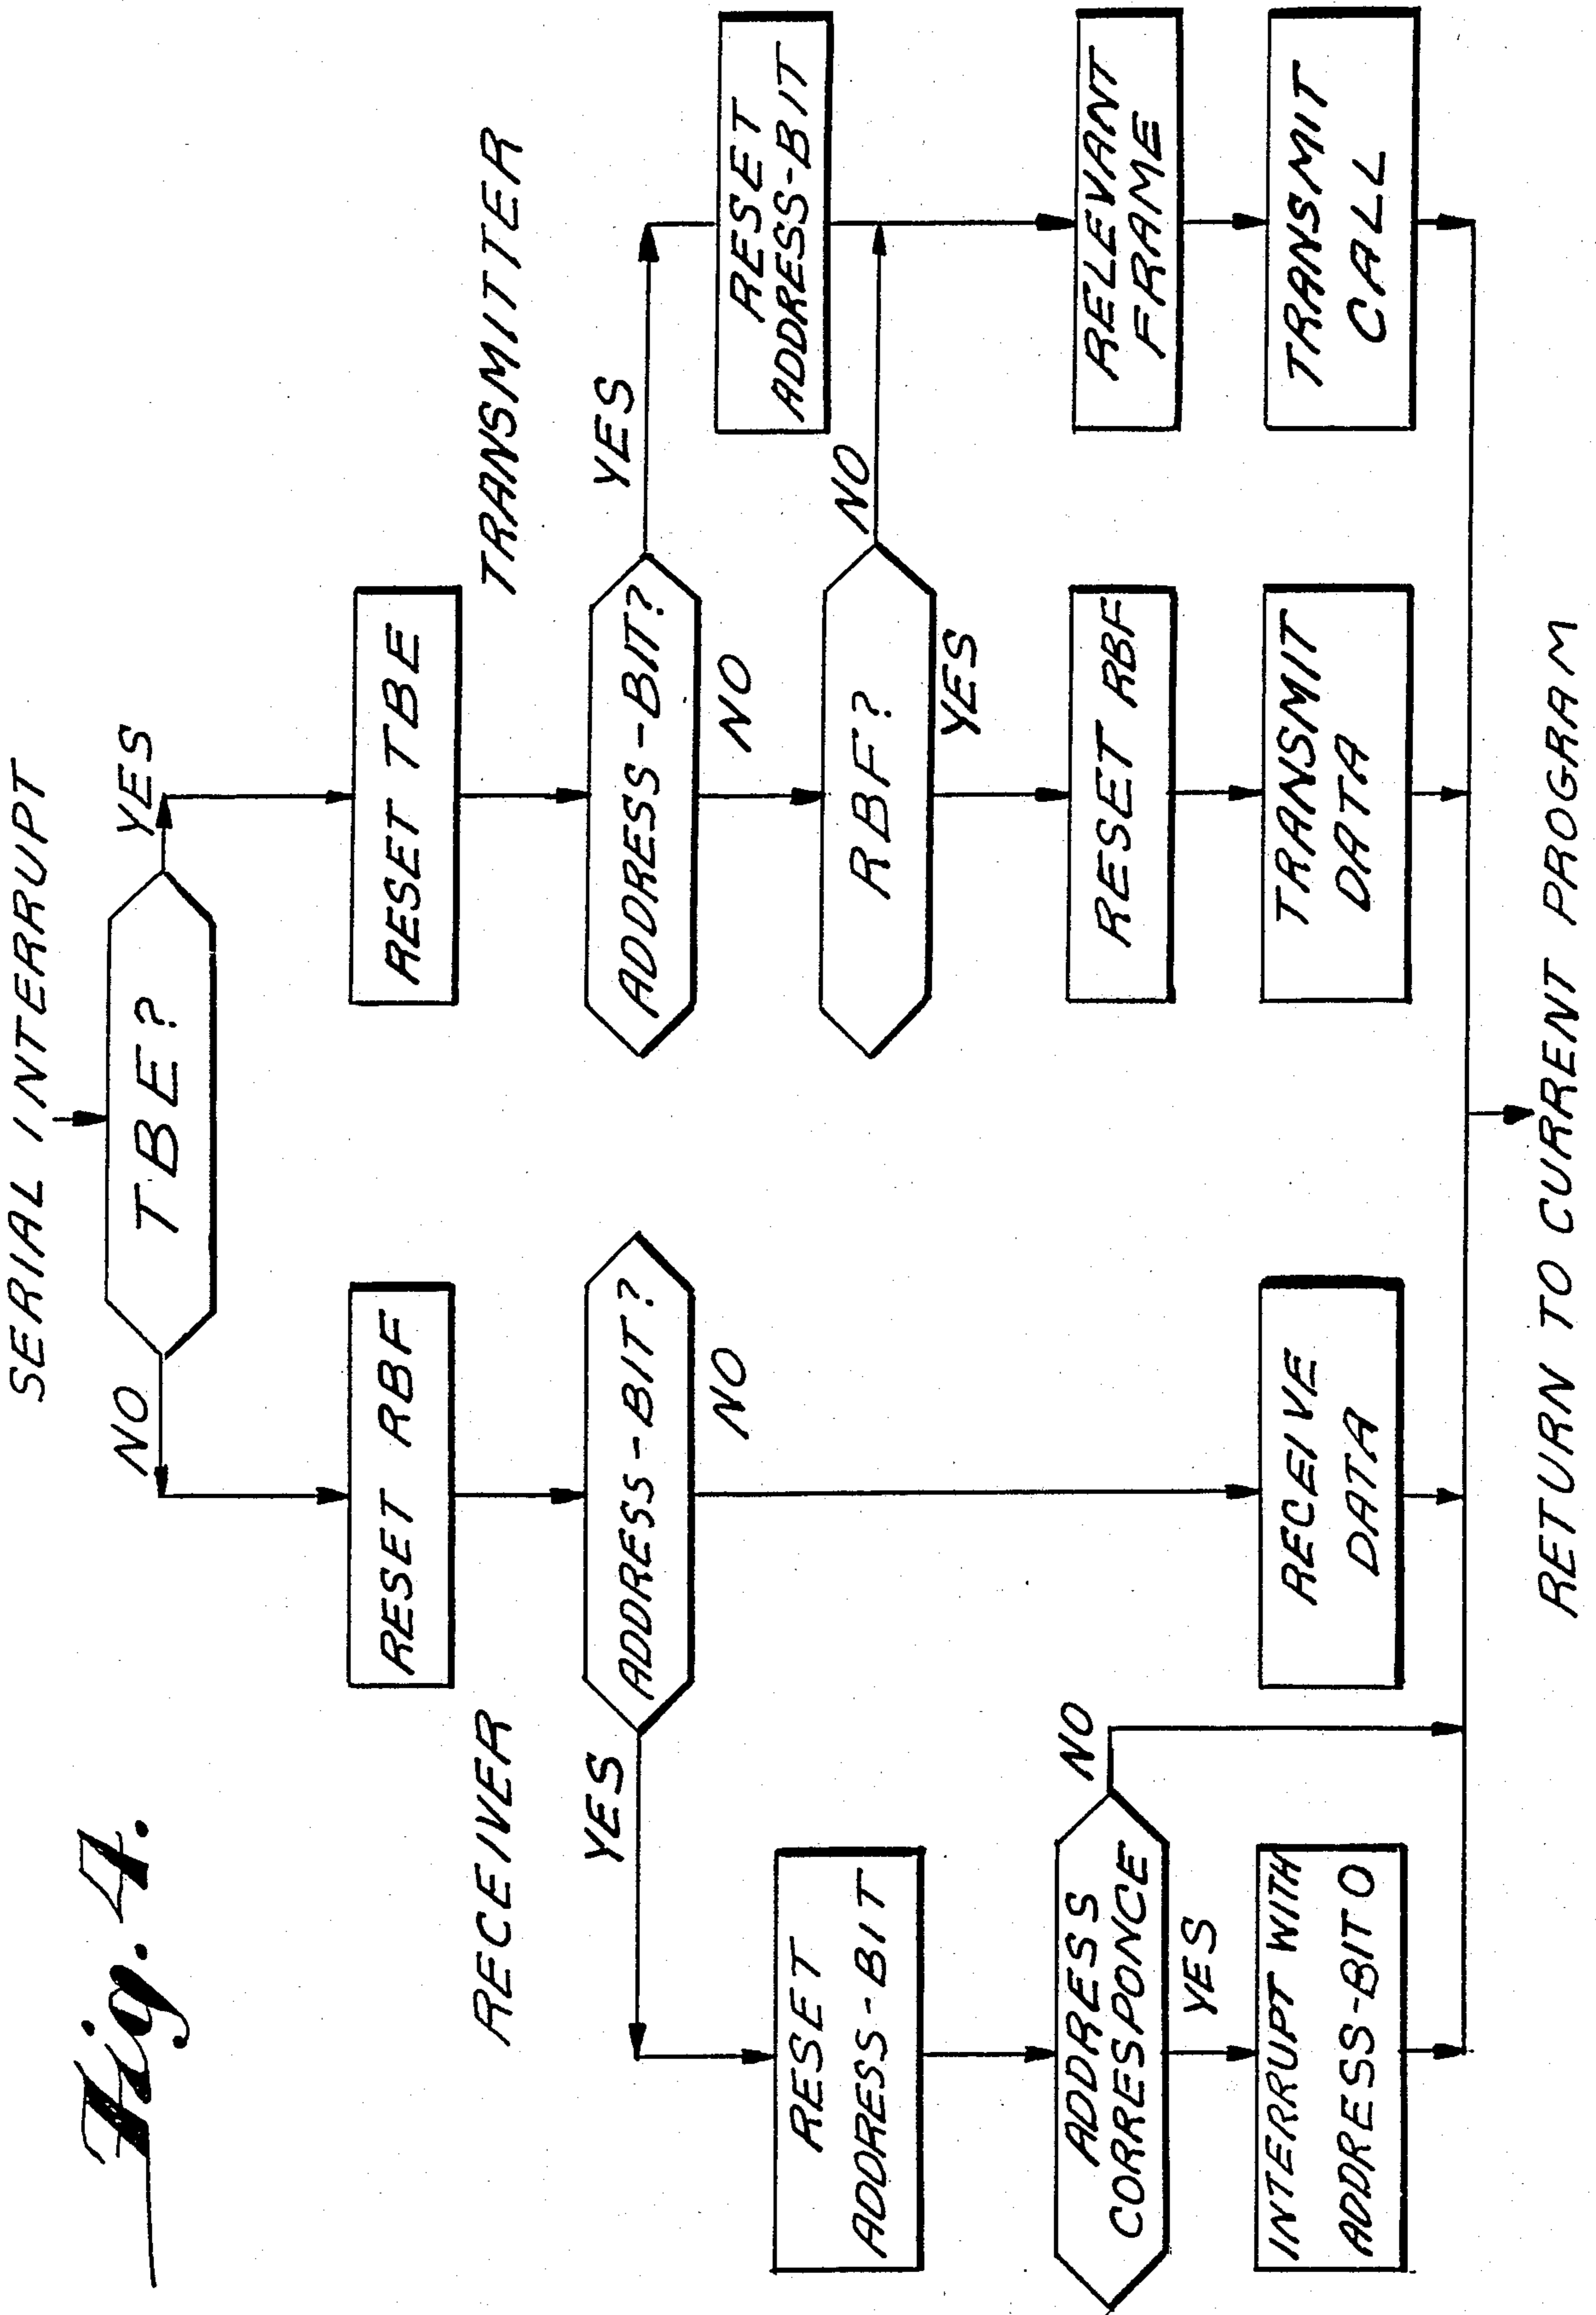 Fig. 4.
SERIAL INTERRUPT
TBE?
NO
YES
RESET RBF
RESET TBE
RECEIVER
TRANSMITTER
YES
ADDRESS-BIT?
NO
ADDRESS-BIT?
YES
NO
RESET
ADDRESS-BIT
RBF?
NO
YES
RESET
ADDRESS-BIT
ADDRESS
CORRESPONCE
NO
YES
RESET RBF
RELEVANT
FRAME
INTERRUPT WITH
ADDRESS-BIT 0
RECEIVE
DATA
TRANSMIT
DATA
TRANSMIT
CALL
RETURN TO CURRENT PROGRAM